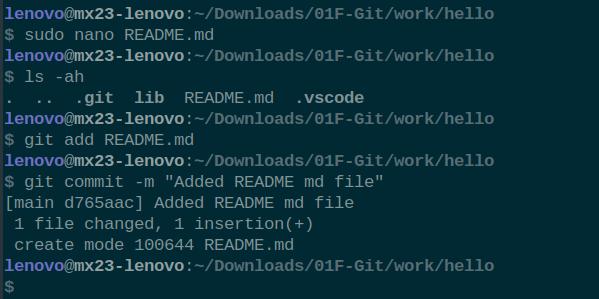 lenovo@mx23-lenovo:~/Downloads/01F-Git/work/hello
$ sudo nano README.md
lenovo@mx23-lenovo:~/Downloads/01F-Git/work/hello
$ ls -ah
. .. .git lib README.md .vscode
lenovo@mx23-lenovo:~/Downloads/01F-Git/work/hello
$ git add README.md
lenovo@mx23-lenovo:~/Downloads/01F-Git/work/hello
$ git commit -m "Added README md file"
[main d765aac] Added README md file
1 file changed, 1 insertion(+)
create mode 100644 README.md
lenovo@mx23-lenovo:~/Downloads/01F-Git/work/hello
$